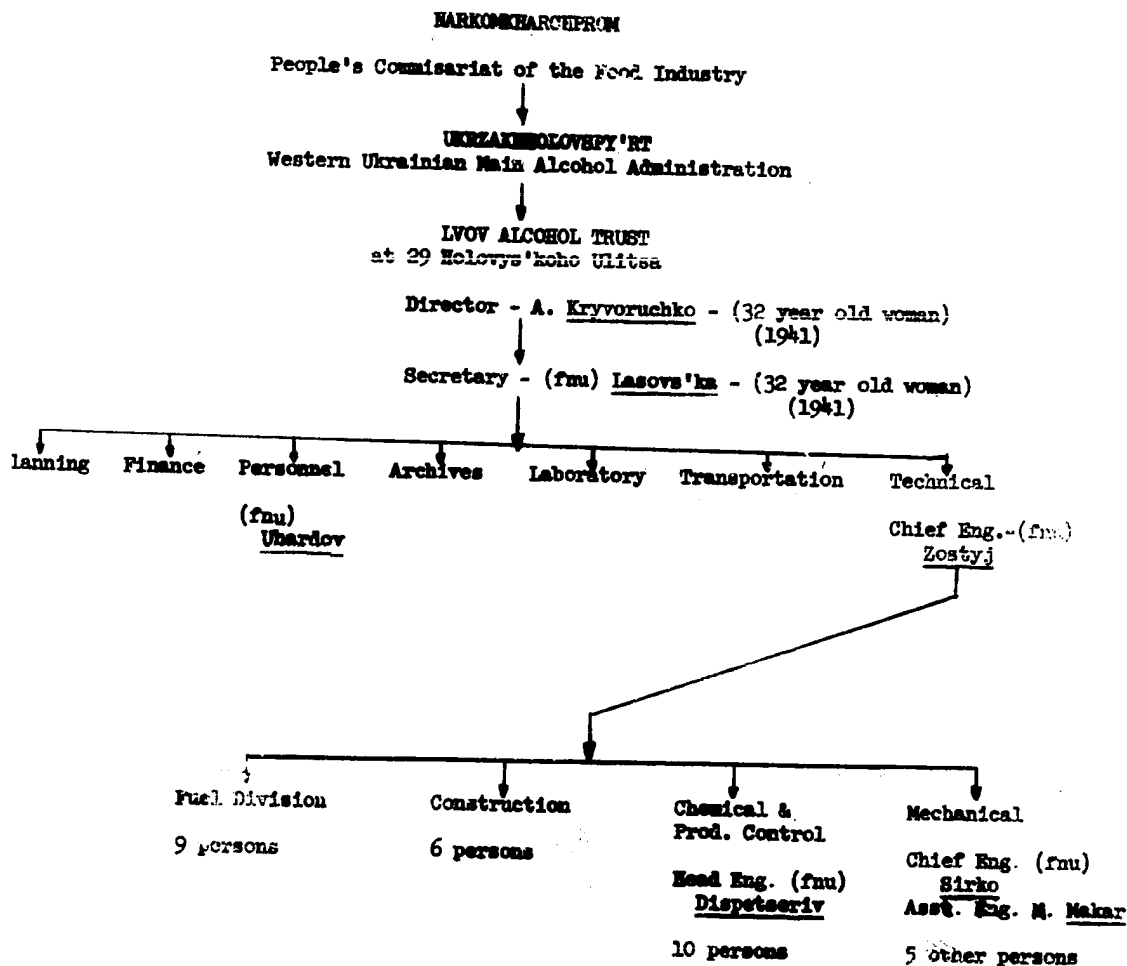 NARKOMKHARCHPROM
People's Commisariat of the Food Industry
Western Ukrainian Main Alcohol Administration
LVOV ALCOHOL TRUST
at 29 Ulitsa
Director - A. Kryvoruchko - (32 year old woman)
(1941)
Secretary - (fnu) Lasovs'ka - (32 year old woman)
(1941)
lanning Finance Personnel Archives Laboratory Transportation Technical
(fnu)
Ubardov
Chief Eng.-(fnu)
Zostyj
Fuel Division Construction Chemical & Mechanical
Prod. Control
9 persons 6 persons Chief Eng. (fnu)
Head Eng. (fnu) Sirko
Dispetseriv Asst. Eng. M. Makar
10 persons 5 other persons